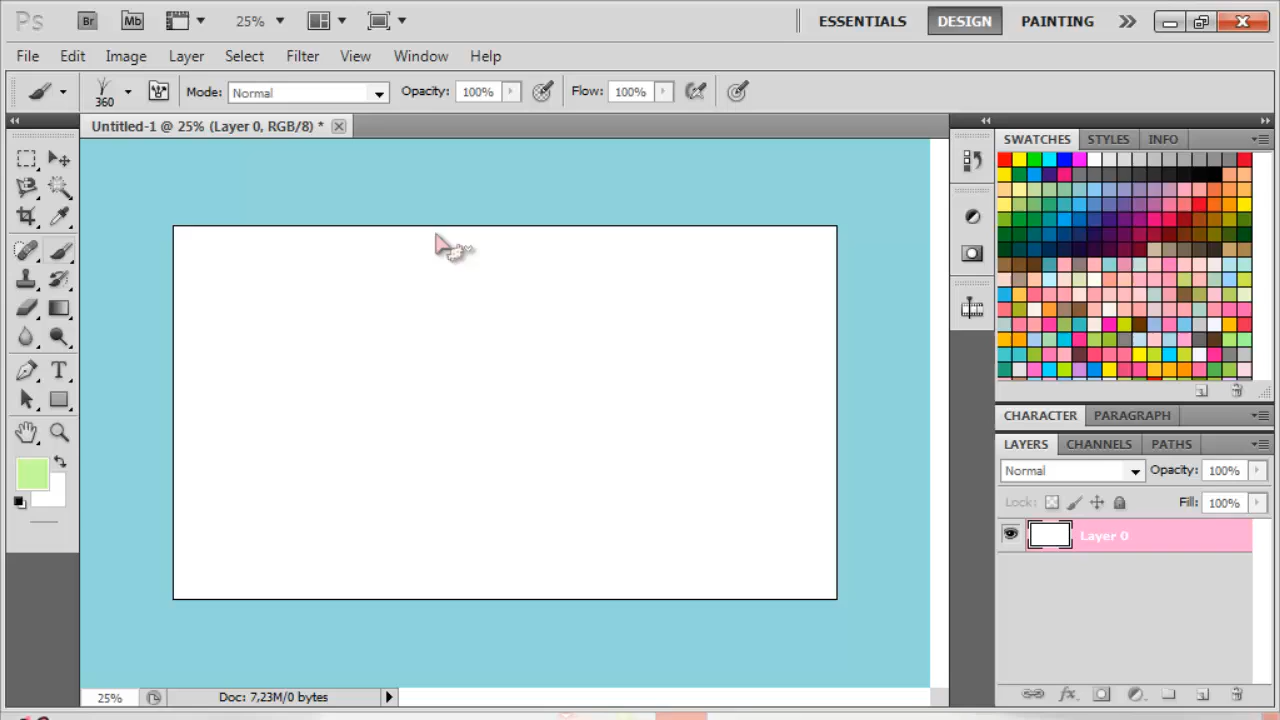 Ps Br Mb 25% ESSENTIALS DESIGN PAINTING
File Edit Image Layer Select Filter View Window Help
360 Mode: Normal Opacity: 100% Flow: 100%
Untitled-1 @ 25% (Layer 0, RGB/8) *
SWATCHES STYLES INFO
T
CHARACTER PARAGRAPH
LAYERS CHANNELS PATHS
Normal Opacity: 100%
Lock: Fill: 100%
Layer 0
fx
25% Doc: 7,23M/0 bytes